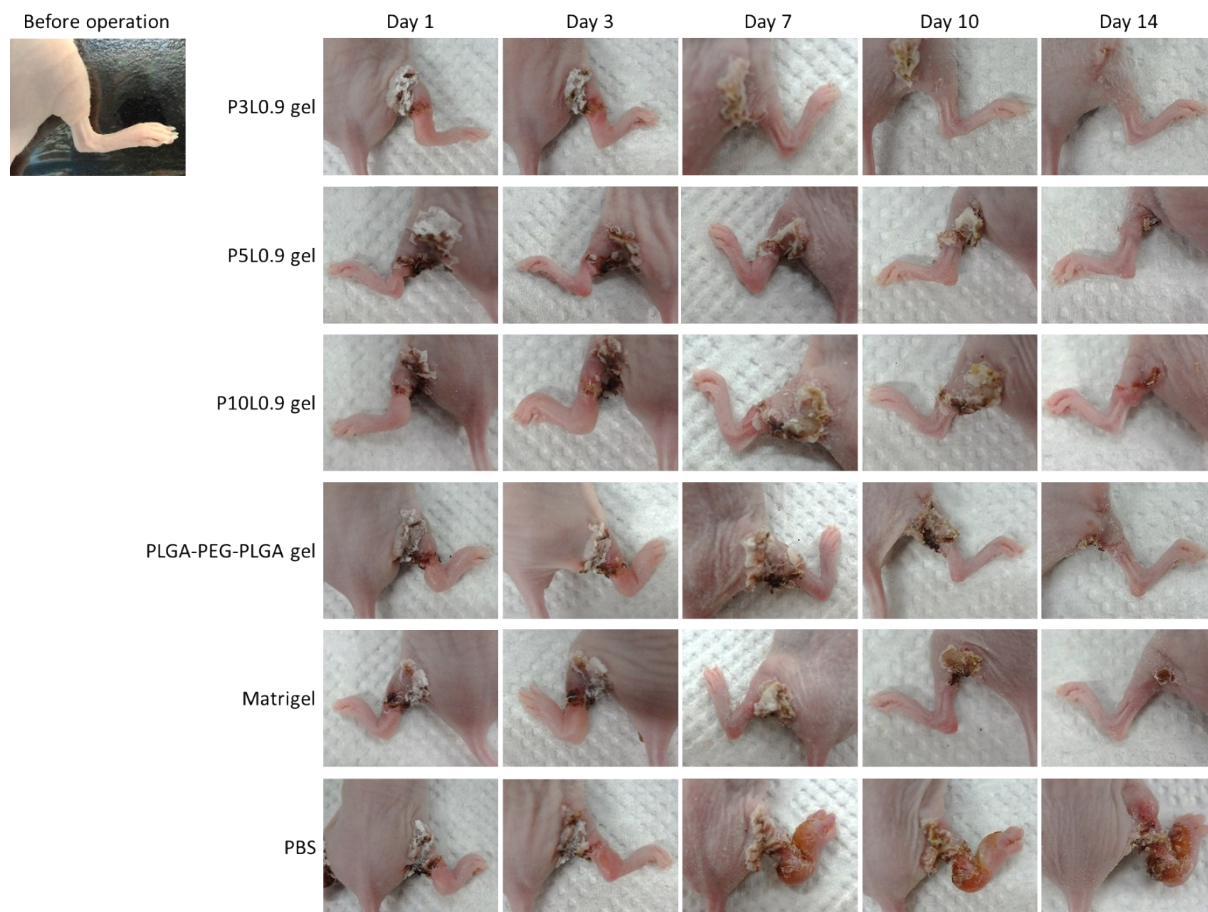 Before operation
Day 1
Day 3
Day 7
Day 10
Day 14
P3L0.9 gel
P5L0.9 gel
P10L0.9 gel
PLGA-PEG-PLGA gel
Matrigel
PBS